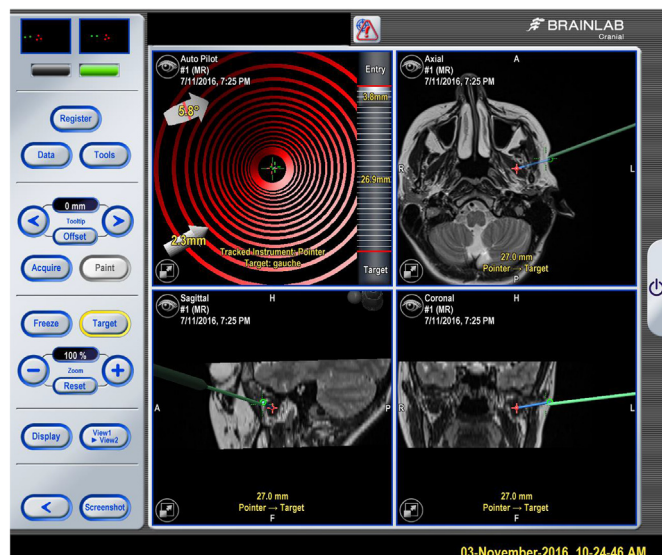 BRAINLAB
Cranial
Register
Data
Tools
0 mm
Tooltip
Offset
Acquire
Paint
Freeze
Target
100 %
Zoom
Reset
Display
View1
► View2
Screenshot
Auto Pilot
#1 (MR)
7/11/2016, 7:25 PM
Entry
5.8°
3.8mm
26.9mm
2.3mm
Tracked Instrument: Pointer
Target: gauche
Target
Axial
#1 (MR)
7/11/2016, 7:25 PM
A
R
L
27.0 mm
Pointer → Target
P
Sagittal
#1 (MR)
7/11/2016, 7:25 PM
H
A
P
27.0 mm
Pointer → Target
F
Coronal
#1 (MR)
7/11/2016, 7:25 PM
H
R
L
27.0 mm
Pointer → Target
F
03-November-2016 10-24-46 AM